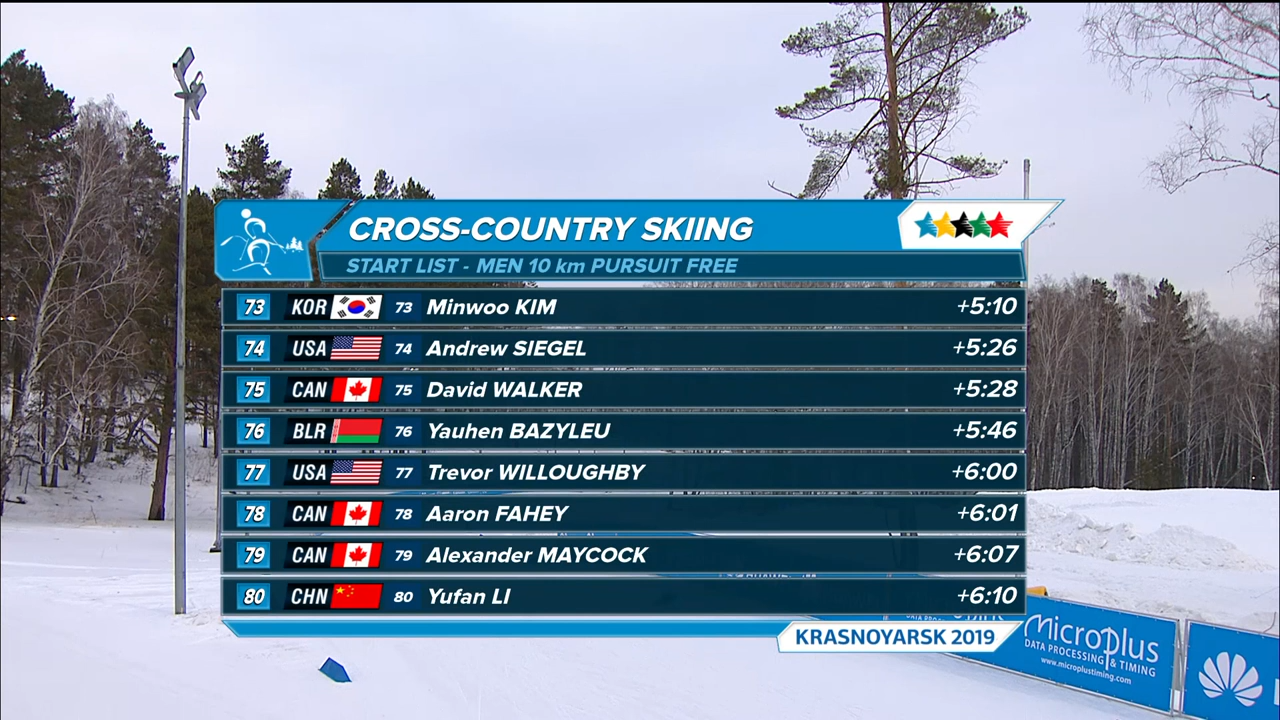 CROSS-COUNTRY SKIING
START LIST - MEN 10 km PURSUIT FREE
73 KOR 73 Minwoo KIM +5:10
74 USA 74 Andrew SIEGEL +5:26
75 CAN 75 David WALKER +5:28
76 BLR 76 Yauhen BAZYLEU +5:46
77 USA 77 Trevor WILLOUGHBY +6:00
78 CAN 78 Aaron FAHEY +6:01
79 CAN 79 Alexander MAYCOCK +6:07
80 CHN 80 Yufan LI +6:10
KRASNOYARSK 2019
Microplus
DATA PROCESSING & TIMING
www.microplustiming.com